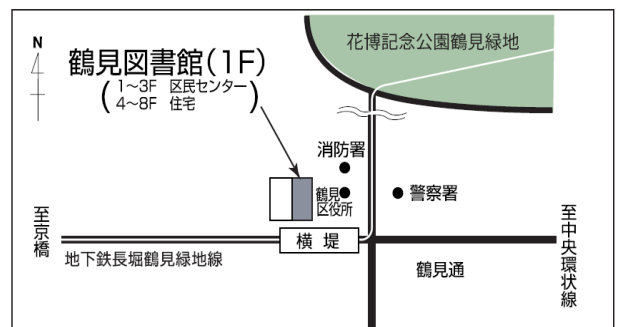 N
花博記念公園鶴見緑地
鶴見図書館(1F)
(1~3F 区民センター
4~8F 住宅)
消防署
鶴見
区役所
警察署
至京橋
横堤
至中央環状線
地下鉄長堀鶴見緑地線
鶴見通